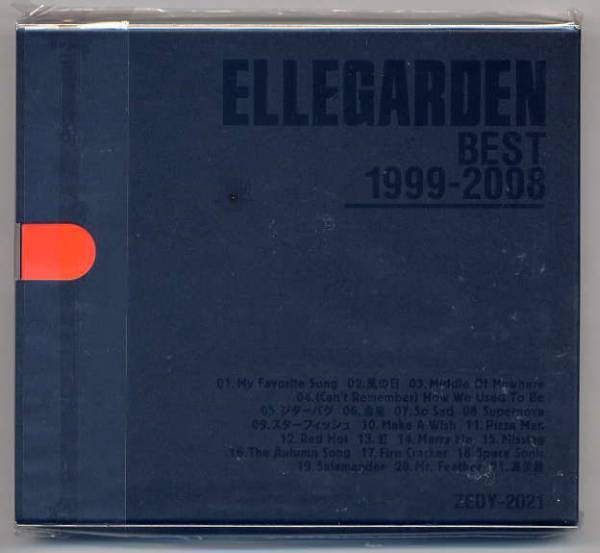 ELLEGARDEN
BEST
1999-2008
01.My Favorite Song 02.風の日 03.Middle Of Nowhere
04.(Can't Remember) How We Used To Be
05.ジターバグ 06.金星 07.So Sad 08.Supernova
09.スターフィッシュ 10.Make A Wish 11.Pizza Man
12.Red Hot 13.虹 14.Marry Me 15.Missing
16.The Autumn Song 17.Fire Cracker 18.Space Sonic
19.Salamander 20.Mr. Feather 21.高架線
ZEDY-2021